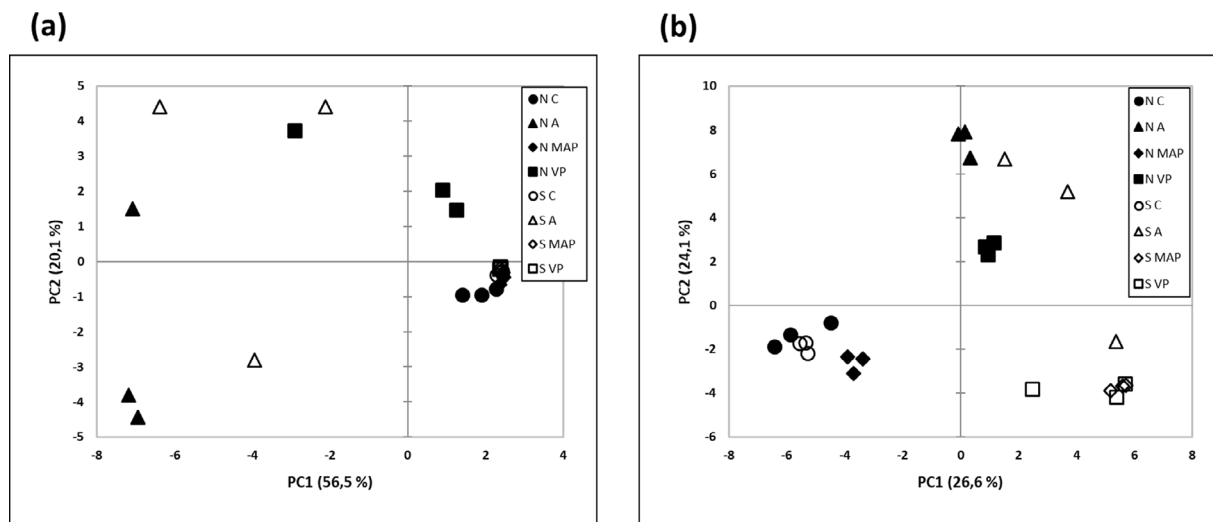 (a)
5
4
3
2
1
0
-1
-2
-3
-4
-5
PC2 (20,1 %)
-8 -6 -4 -2 0 2 4
PC1 (56,5 %)
N C
N A
N MAP
N VP
S C
S A
S MAP
S VP
(b)
10
8
6
4
2
0
-2
-4
-6
PC2 (24,1 %)
-8 -6 -4 -2 0 2 4 6 8
PC1 (26,6 %)
N C
N A
N MAP
N VP
S C
S A
S MAP
S VP